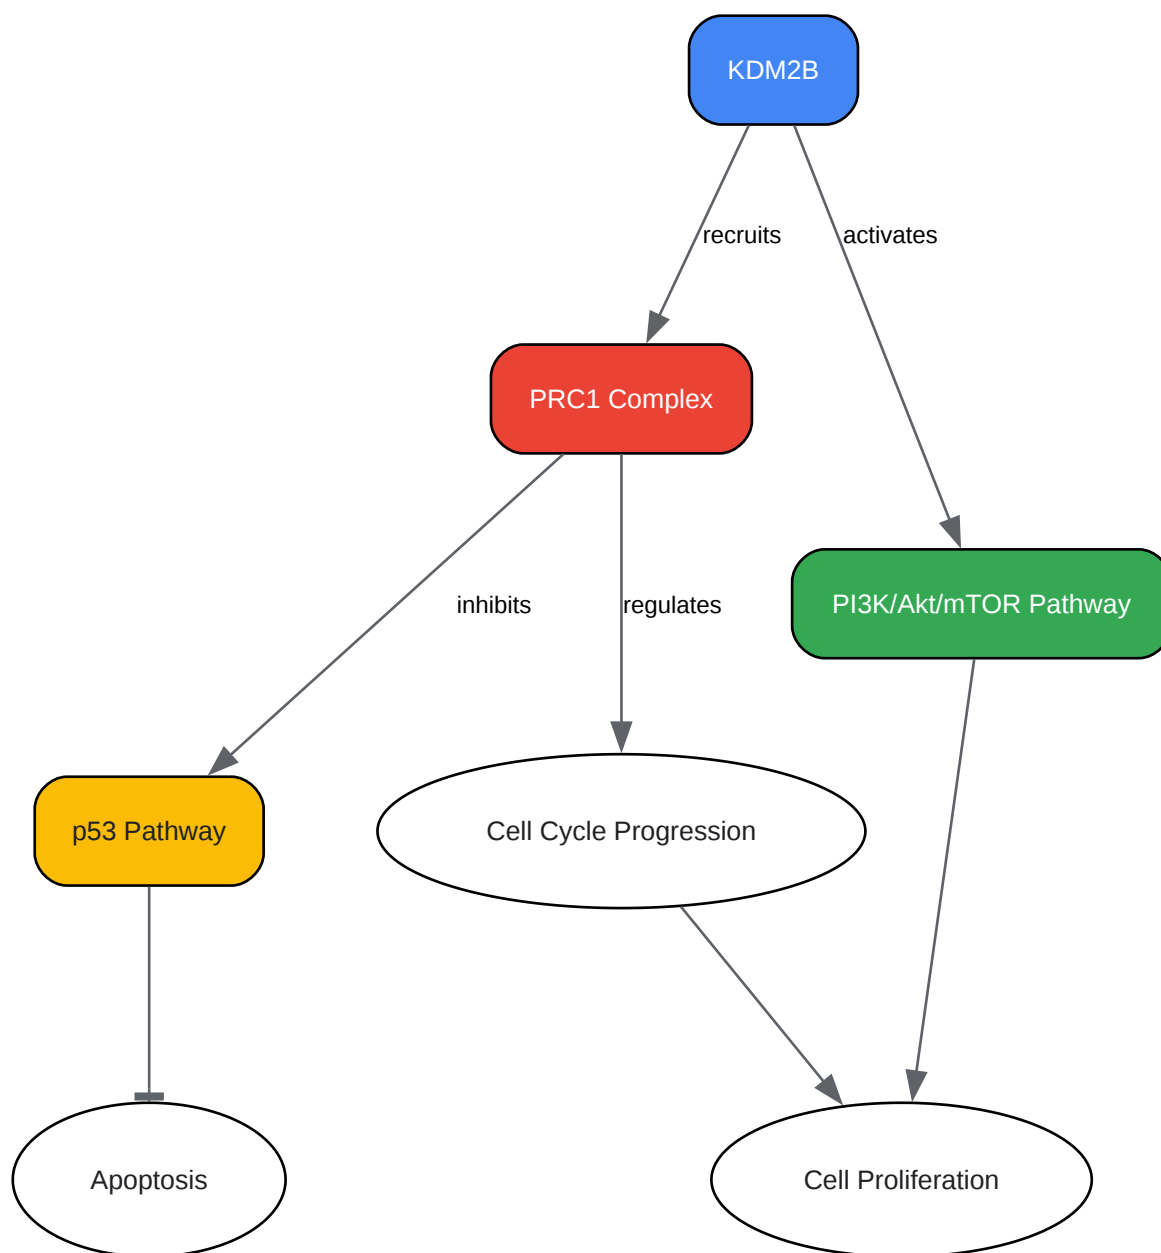 KDM2B
recruits
activates
PRC1 Complex
inhibits
regulates
PI3K/Akt/mTOR Pathway
p53 Pathway
Cell Cycle Progression
Apoptosis
Cell Proliferation